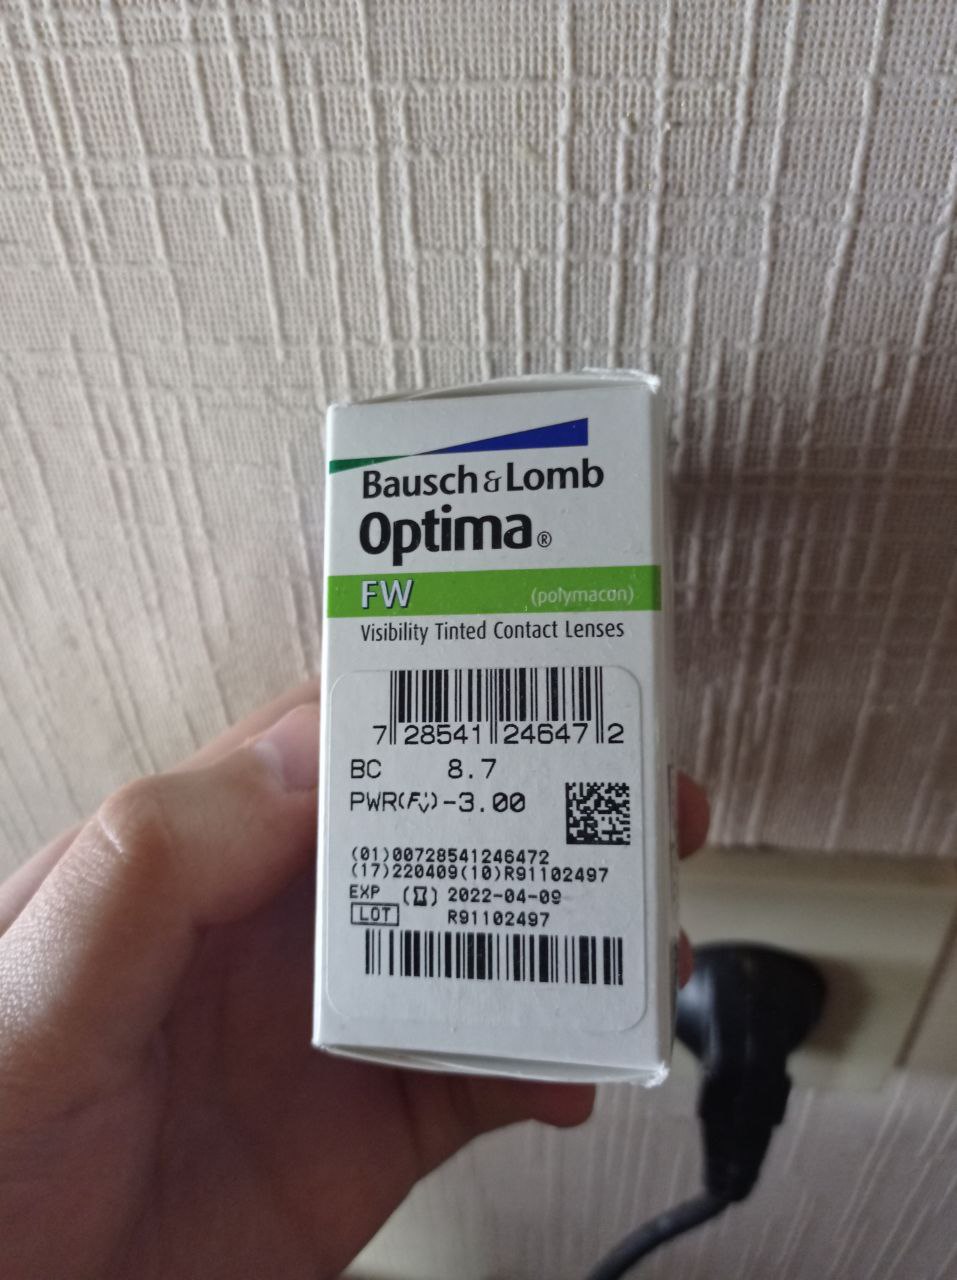 Bausch & Lomb
Optima®
FW (polymacon)
Visibility Tinted Contact Lenses
7 28541 24647 2
BC 8.7
PWR(F'v) -3.00
(01)00728541246472
(17)220409(10)R91102497
EXP 2022-04-09
LOT R91102497